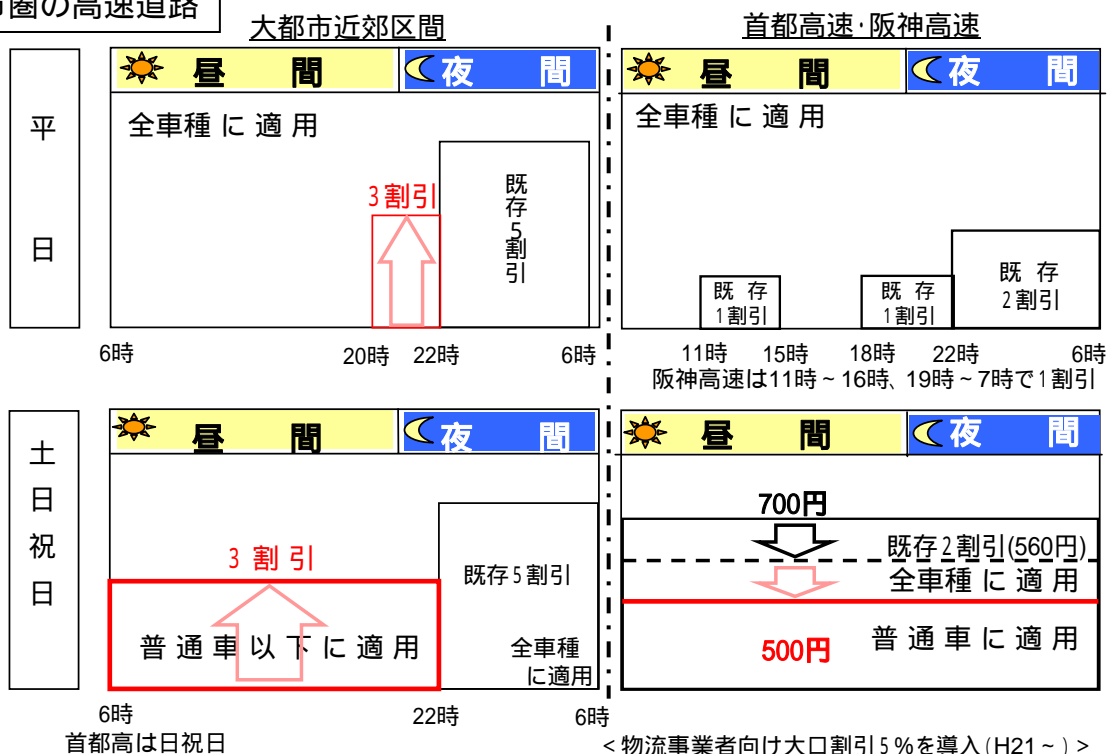 市圏の高速道路
大都市近郊区間
首都高速・阪神高速
平日
昼間
夜間
全車種に適用
3割引
既存5割引
6時
20時
22時
6時
昼間
夜間
全車種に適用
既存
1割引
既存
1割引
既存
2割引
11時
15時
18時
22時
6時
阪神高速は11時~16時、19時~7時で1割引
土日祝日
昼間
夜間
3割引
普通車以下に適用
既存5割引
全車種
に適用
6時
22時
6時
首都高は日祝日
昼間
夜間
700円
既存2割引(560円)
全車種に適用
500円
普通車に適用
<物流事業者向け大口割引5%を導入(H21~)>